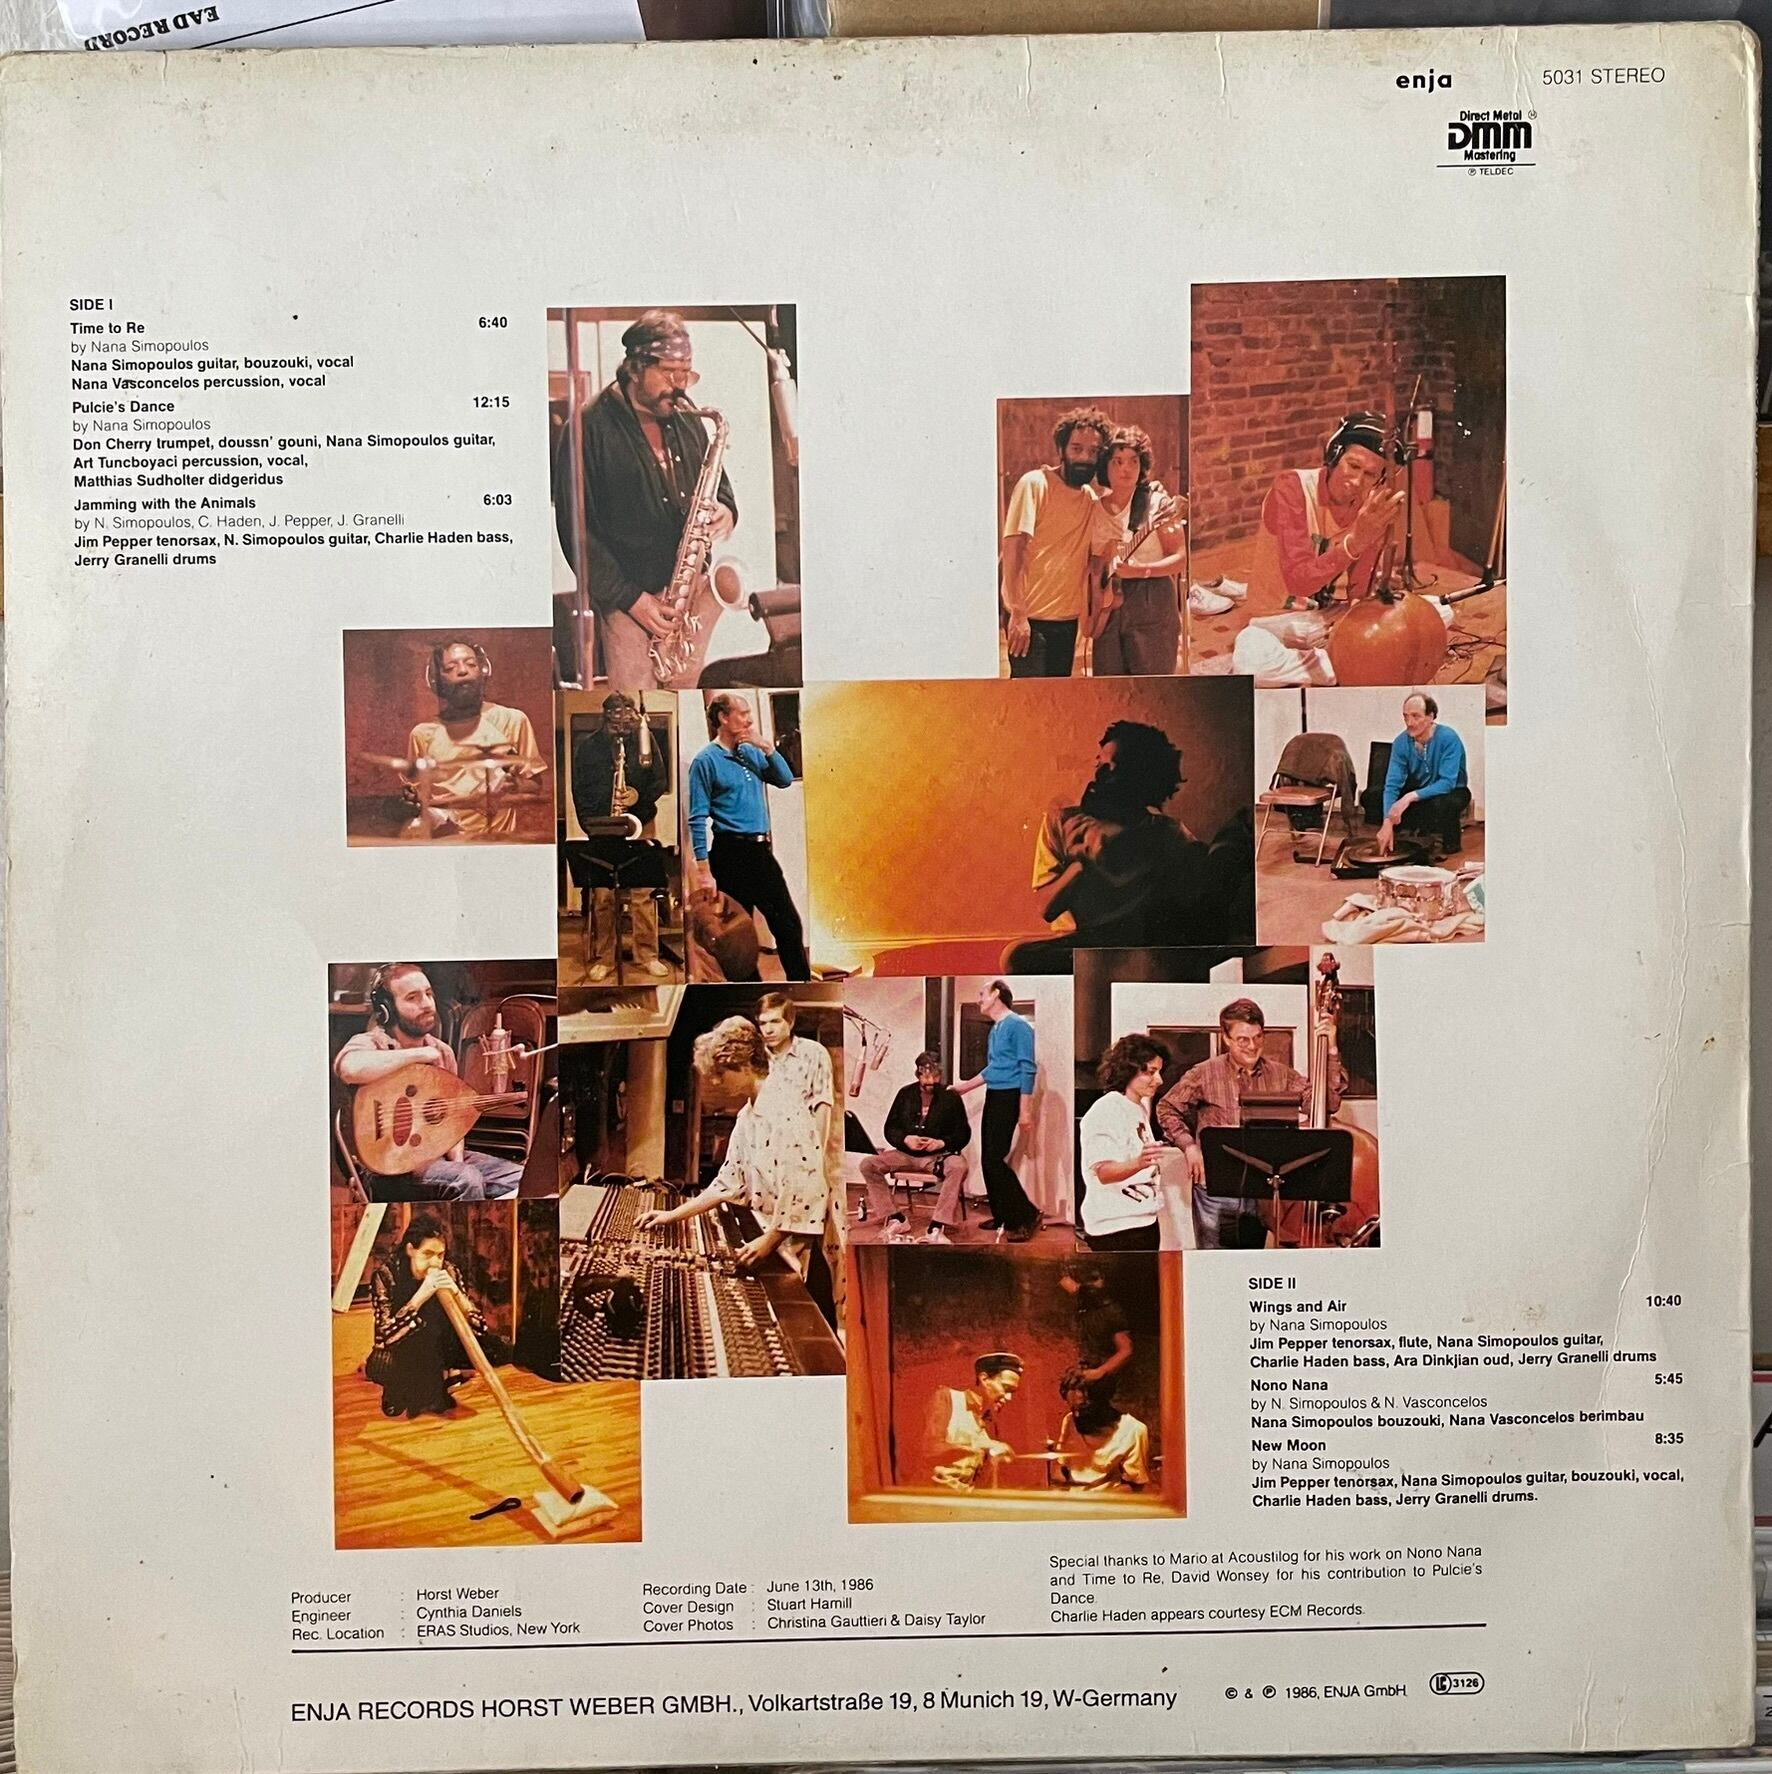 EAD RECORD
enja
5031 STEREO
Direct Metal
DMM
Mastering
℗ TELDEC
SIDE I
Time to Re 6:40
by Nana Simopoulos
Nana Simopoulos guitar, bouzouki, vocal
Nana Vasconcelos percussion, vocal
Pulcie's Dance 12:15
by Nana Simopoulos
Don Cherry trumpet, doussn' gouni, Nana Simopoulos guitar,
Art Tuncboyaci percussion, vocal,
Matthias Sudholter didgeridus
Jamming with the Animals 6:03
by N. Simopoulos, C. Haden, J. Pepper, J. Granelli
Jim Pepper tenorsax, N. Simopoulos guitar, Charlie Haden bass,
Jerry Granelli drums
SIDE II
Wings and Air 10:40
by Nana Simopoulos
Jim Pepper tenorsax, flute, Nana Simopoulos guitar,
Charlie Haden bass, Ara Dinkjian oud, Jerry Granelli drums
Nono Nana 5:45
by N. Simopoulos & N. Vasconcelos
Nana Simopoulos bouzouki, Nana Vasconcelos berimbau
New Moon 8:35
by Nana Simopoulos
Jim Pepper tenorsax, Nana Simopoulos guitar, bouzouki, vocal,
Charlie Haden bass, Jerry Granelli drums.
Producer : Horst Weber
Engineer : Cynthia Daniels
Rec. Location : ERAS Studios, New York
Recording Date : June 13th, 1986
Cover Design : Stuart Hamill
Cover Photos : Christina Gauttieri & Daisy Taylor
Special thanks to Mario at Acoustilog for his work on Nono Nana
and Time to Re, David Wonsey for his contribution to Pulcie's
Dance.
Charlie Haden appears courtesy ECM Records.
ENJA RECORDS HORST WEBER GMBH., Volkartstraße 19, 8 Munich 19, W-Germany
© & ℗ 1986, ENJA GmbH
LC 3126